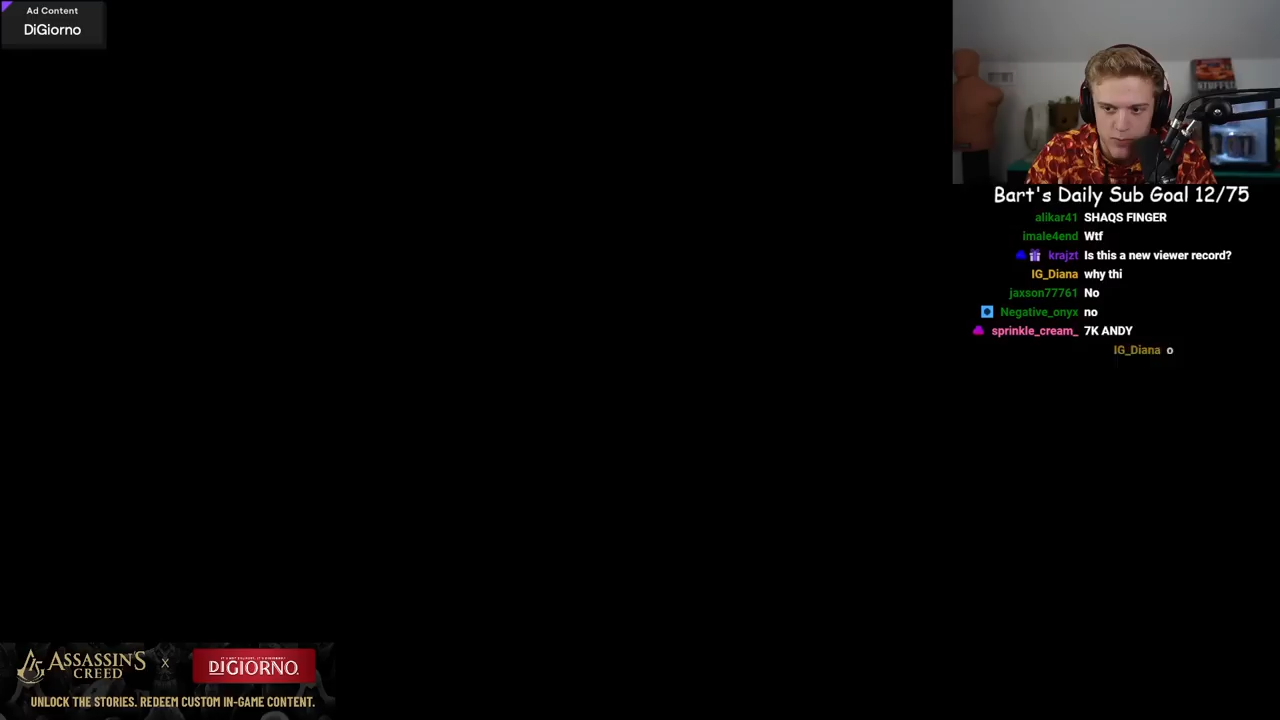 Ad Content
DiGiorno
Bart's Daily Sub Goal 12/75
alikar41 SHAQS FINGER
imale4end Wtf
krajzt Is this a new viewer record?
IG_Diana why thi
jaxson77761 No
Negative_onyx no
sprinkle_cream_ 7K ANDY
IG_Diana o
ASSASSIN'S CREED X DIGIORNO.
UNLOCK THE STORIES. REDEEM CUSTOM IN-GAME CONTENT.